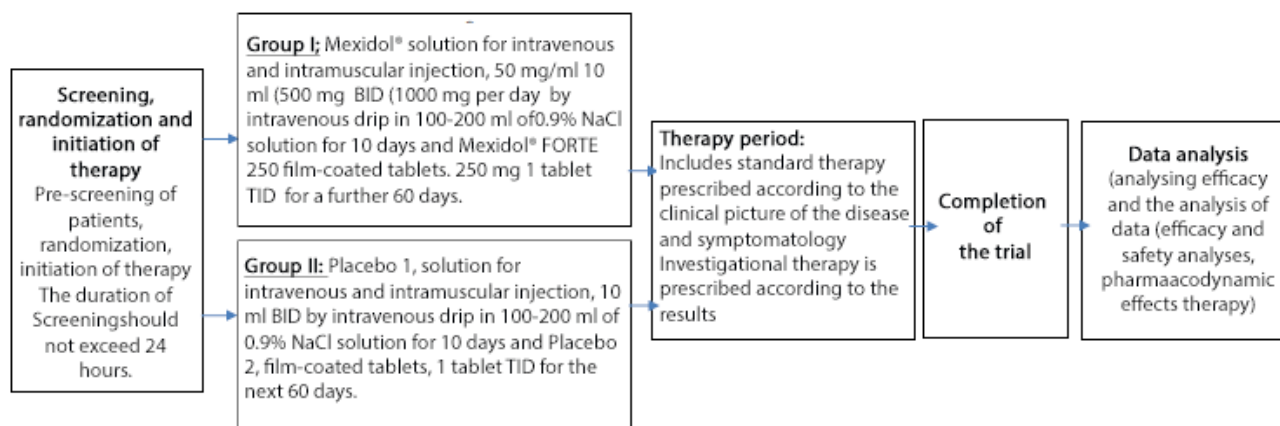 Screening,
randomization and
initiation of
therapy
Pre-screening of
patients,
randomization,
initiation of therapy
The duration of
Screeningshould
not exceed 24
hours.
Group I; Mexidol® solution for intravenous
and intramuscular injection, 50 mg/ml 10
ml (500 mg BID (1000 mg per day by
intravenous drip in 100-200 ml of0.9% NaCl
solution for 10 days and Mexidol® FORTE
250 film-coated tablets. 250 mg 1 tablet
TID for a further 60 days.
Group II: Placebo 1, solution for
intravenous and intramuscular injection, 10
ml BID by intravenous drip in 100-200 ml of
0.9% NaCl solution for 10 days and Placebo
2, film-coated tablets, 1 tablet TID for the
next 60 days.
Therapy period:
Includes standard therapy
prescribed according to the
clinical picture of the disease
and symptomatology
Investigational therapy is
prescribed according to the
results
Completion
of
the trial
Data analysis
(analysing efficacy
and the analysis of
data (efficacy and
safety analyses,
pharmaacodynamic
effects therapy)